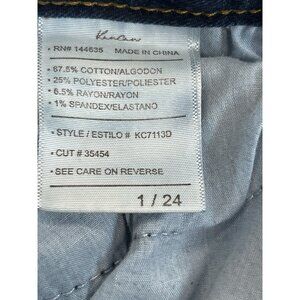 KanCan
• RN# 144635 MADE IN CHINA
• 67.5% COTTON/ALGODON
• 25% POLYESTER/POLIESTER
• 6.5% RAYON/RAYON
• 1% SPANDEX/ELASTANO
• STYLE / ESTILO # KC7113D
• CUT # 35454
• SEE CARE ON REVERSE
1 / 24